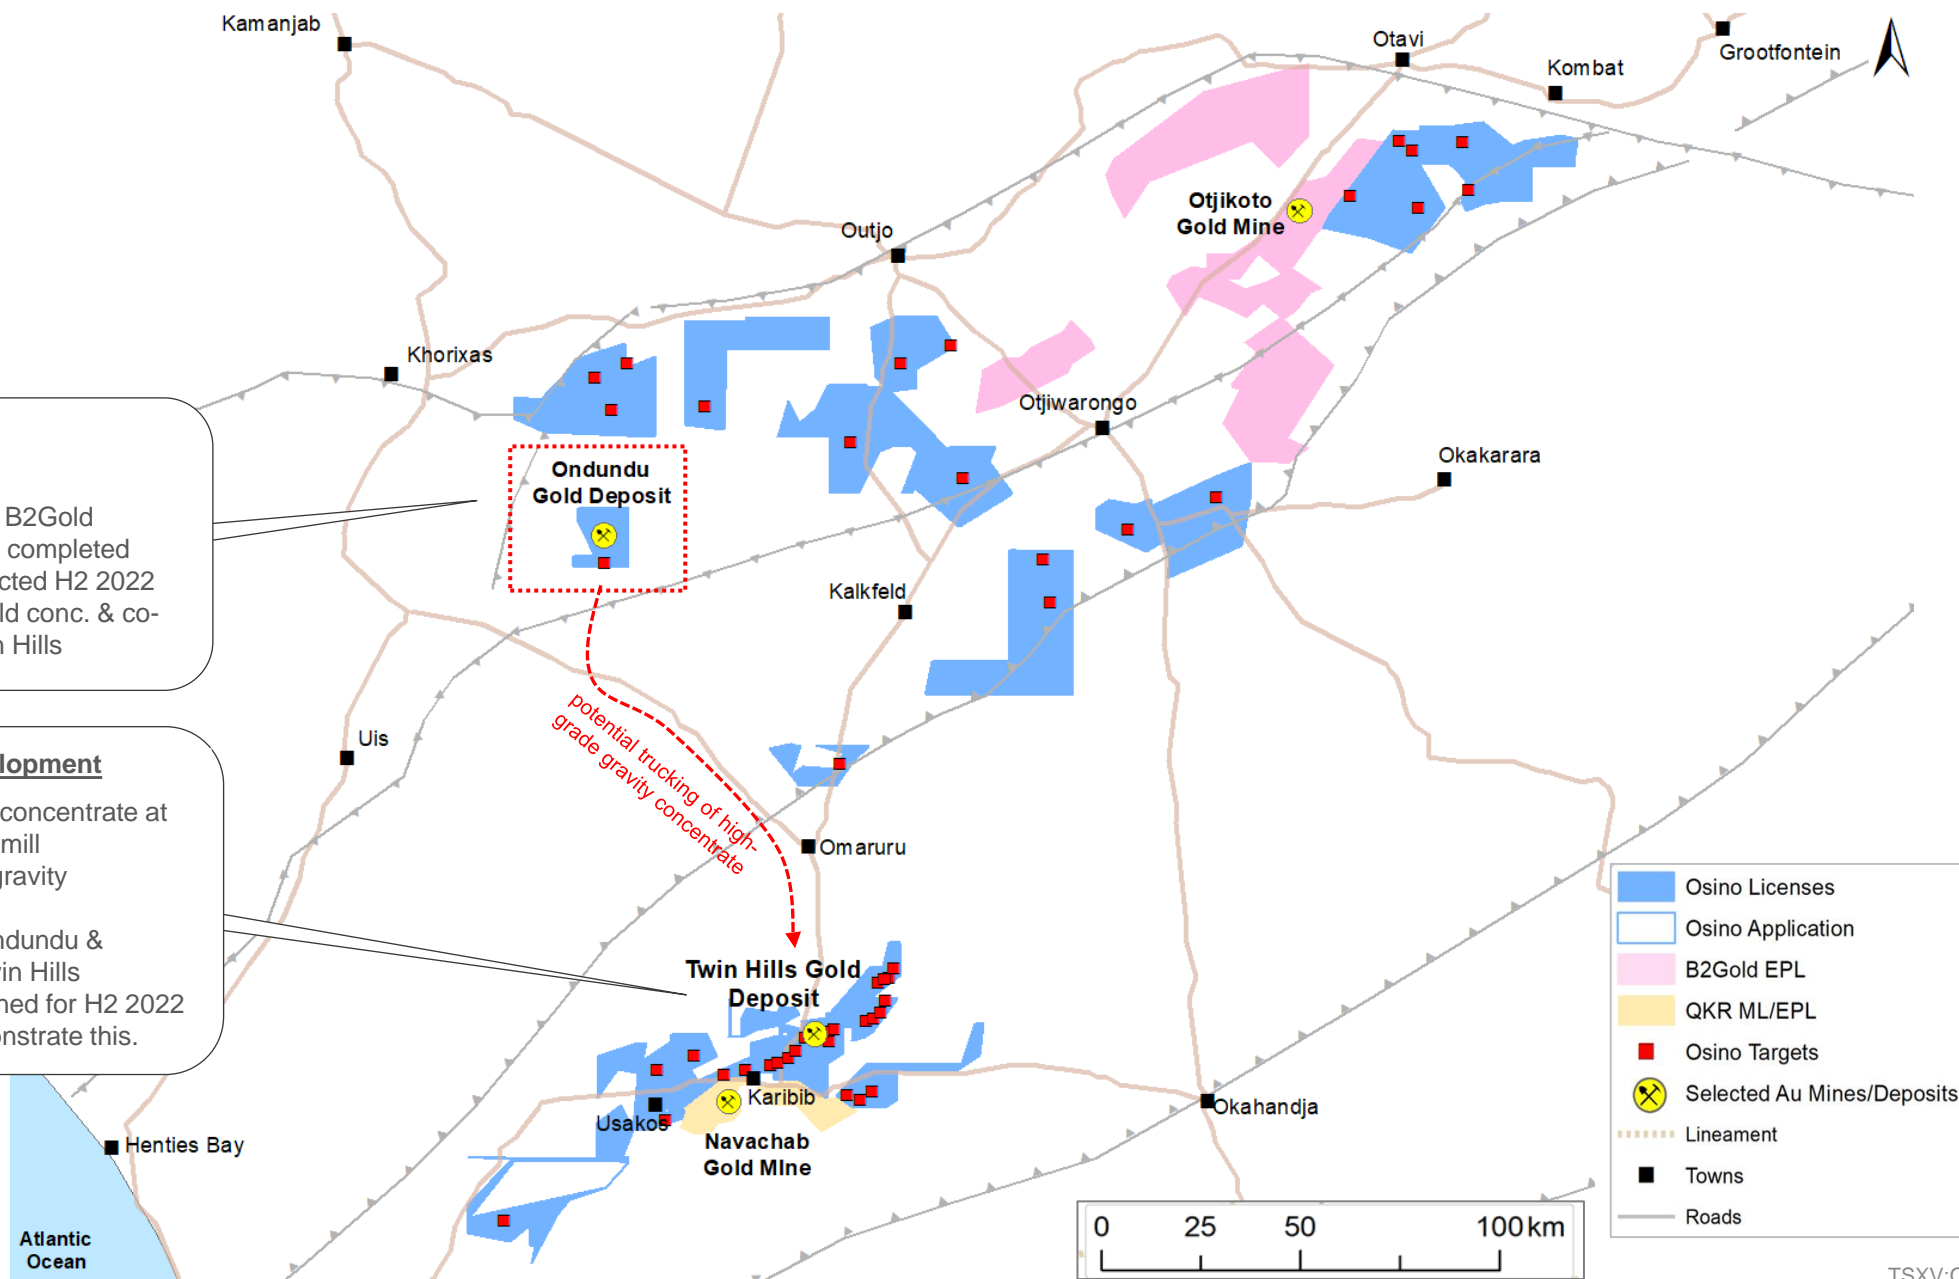 Kamanjab
Otavi
Kombat
Grootfontein
Otjikoto
Gold Mine
Outjo
Khorixas
Otjiwarongo
Okakarara
Ondundu
Gold Deposit
B2Gold
completed
cted H2 2022
ld conc. & co-
Hills
Kalkfeld
Uis
potential trucking of high-
grade gravity concentrate
lopment
concentrate at
mill
gravity
ndundu &
vin Hills
ned for H2 2022
onstrate this.
Omaruru
Twin Hills Gold
Deposit
Karibib
Usakos
Navachab
Gold MIne
Okahandja
Henties Bay
Atlantic
Ocean
Osino Licenses
Osino Application
B2Gold EPL
QKR ML/EPL
Osino Targets
Selected Au Mines/Deposits
Lineament
Towns
Roads
0 25 50 100 km
TSXV: